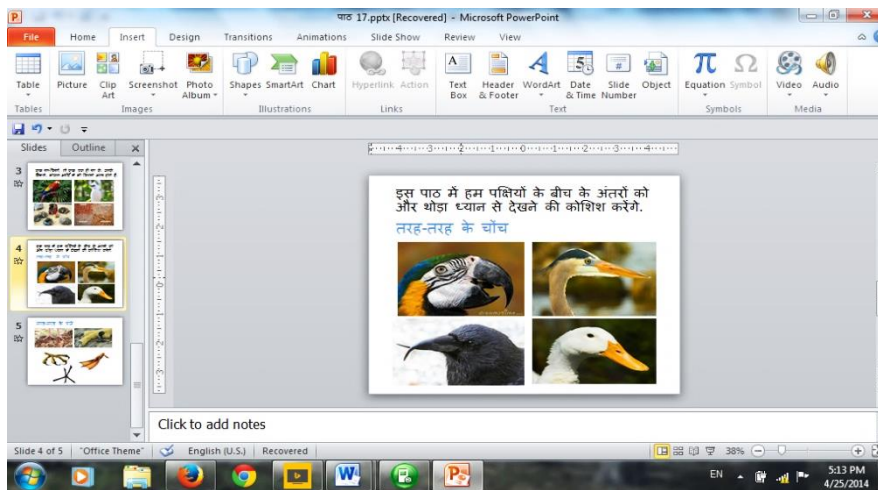 पाठ 17.pptx [Recovered] - Microsoft PowerPoint
File Home Insert Design Transitions Animations Slide Show Review View
Table Picture Clip Art Screenshot Photo Album Shapes SmartArt Chart Hyperlink Action Text Box Header & Footer WordArt Date & Time Slide Number Object Equation Symbol Video Audio
Tables Images Illustrations Links Text Symbols Media
Slides Outline
3
4
5
इस पाठ में हम पक्षियों के बीच के अंतरों को
और थोड़ा ध्यान से देखने की कोशिश करेंगे.
तरह-तरह के चोंच
Click to add notes
Slide 4 of 5 "Office Theme" English (U.S.) Recovered 38%
EN 5:13 PM
4/25/2014